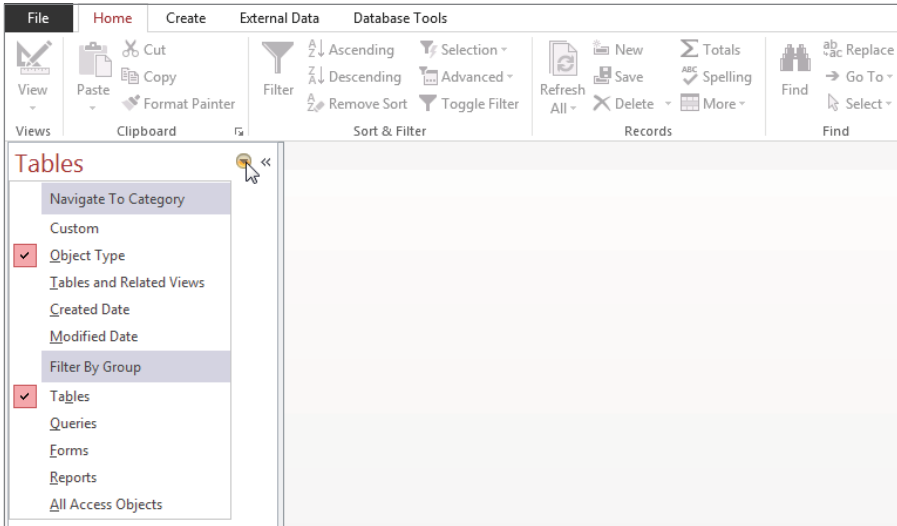 File Home Create External Data Database Tools
View
Views
Paste
Cut
Copy
Format Painter
Clipboard
Filter
Ascending
Descending
Remove Sort
Selection
Advanced
Toggle Filter
Sort & Filter
Refresh
All
New
Save
Delete
Totals
Spelling
More
Records
Find
Replace
Go To
Select
Find
Tables
Navigate To Category
Custom
Object Type
Tables and Related Views
Created Date
Modified Date
Filter By Group
Tables
Queries
Forms
Reports
All Access Objects